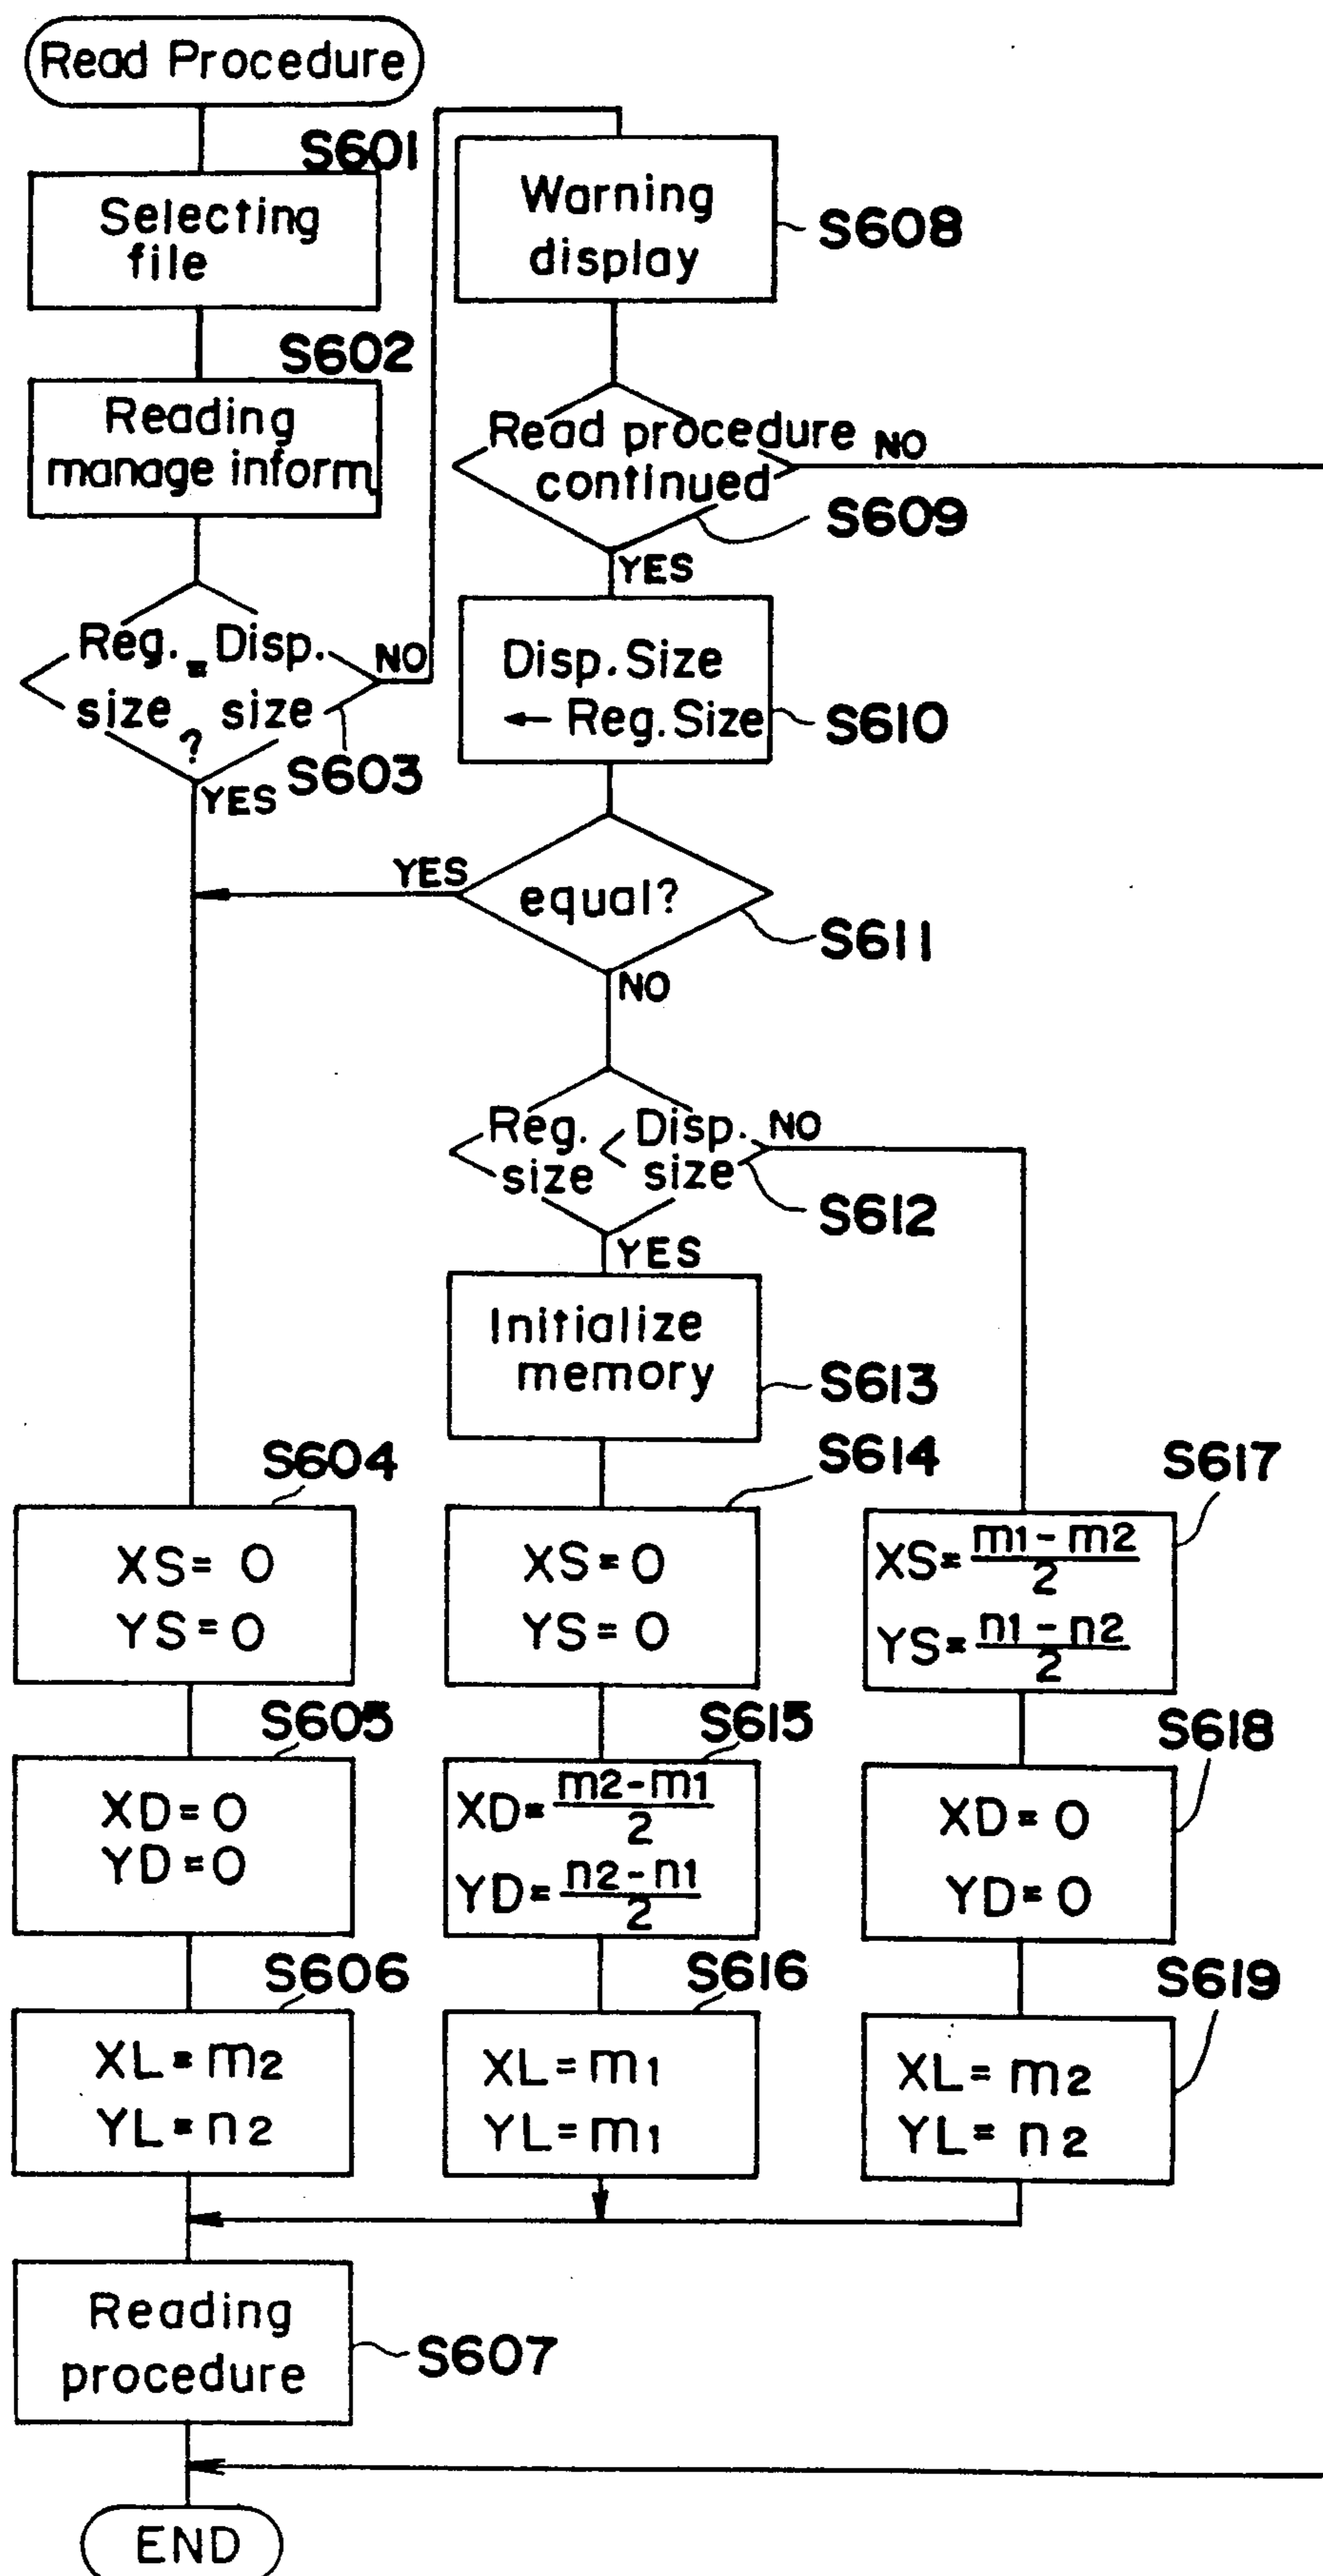 Read Procedure
S601
Selecting
file
S602
Reading
manage inform
Reg. = Disp.
size size
?
NO
S603
YES
Warning
display
S608
Read procedure
continued
NO
S609
YES
Disp. Size
← Reg. Size
S610
equal?
YES
S611
NO
Reg. < Disp.
size size
NO
S612
YES
Initialize
memory
S613
S604
XS= 0
YS=0
S605
XD=0
YD=0
S606
XL=m2
YL=n2
S614
XS=0
YS=0
S615
XD=m2-m1/2
YD=n2-n1/2
S616
XL=m1
YL=m1
S617
XS=m1-m2/2
YS=n1-n2/2
S618
XD=0
YD=0
S619
XL=m2
YL=n2
Reading
procedure
S607
END